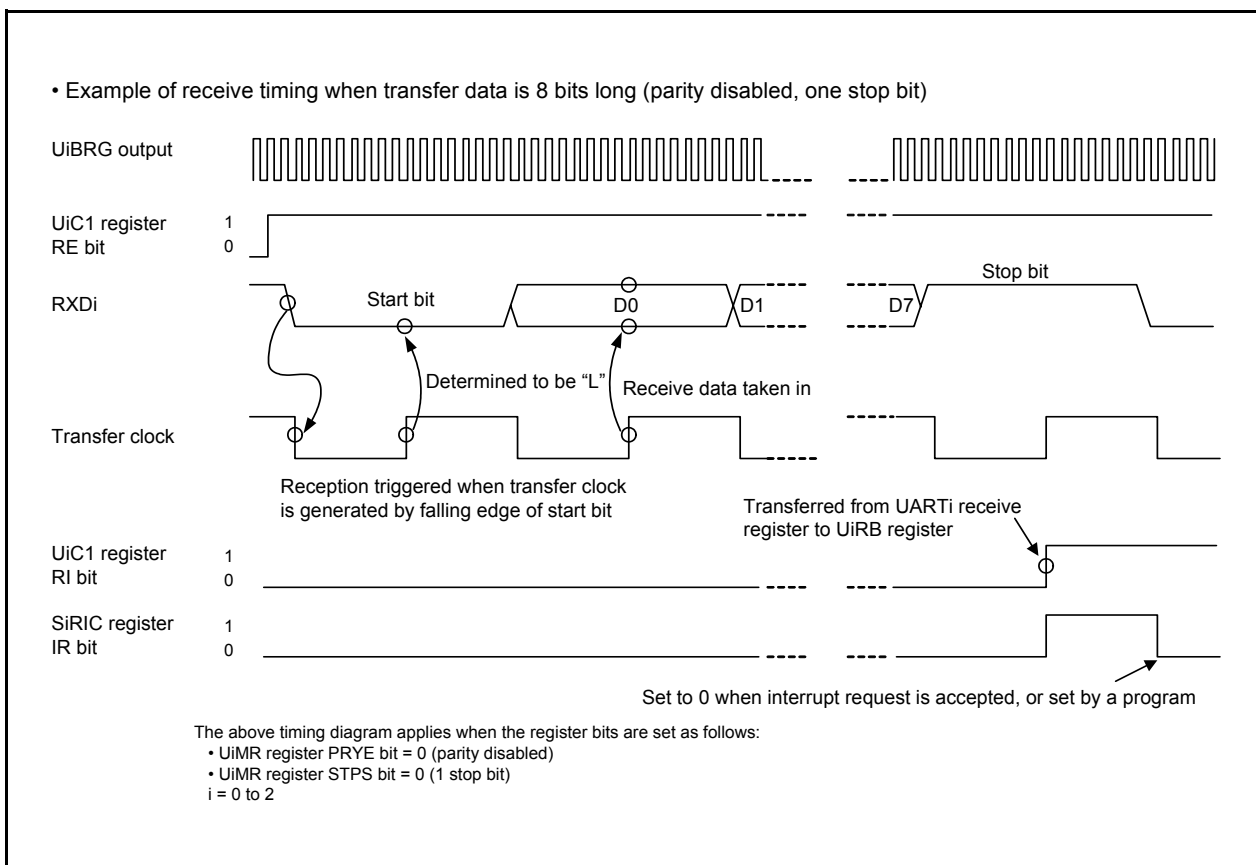 • Example of receive timing when transfer data is 8 bits long (parity disabled, one stop bit)
UiBRG output
UiC1 register
RE bit
1
0
RXDi
Start bit
D0
D1
D7
Stop bit
Determined to be “L”
Receive data taken in
Transfer clock
Reception triggered when transfer clock
is generated by falling edge of start bit
Transferred from UARTi receive
register to UiRB register
UiC1 register
RI bit
1
0
SiRIC register
IR bit
1
0
Set to 0 when interrupt request is accepted, or set by a program
The above timing diagram applies when the register bits are set as follows:
• UiMR register PRYE bit = 0 (parity disabled)
• UiMR register STPS bit = 0 (1 stop bit)
i = 0 to 2